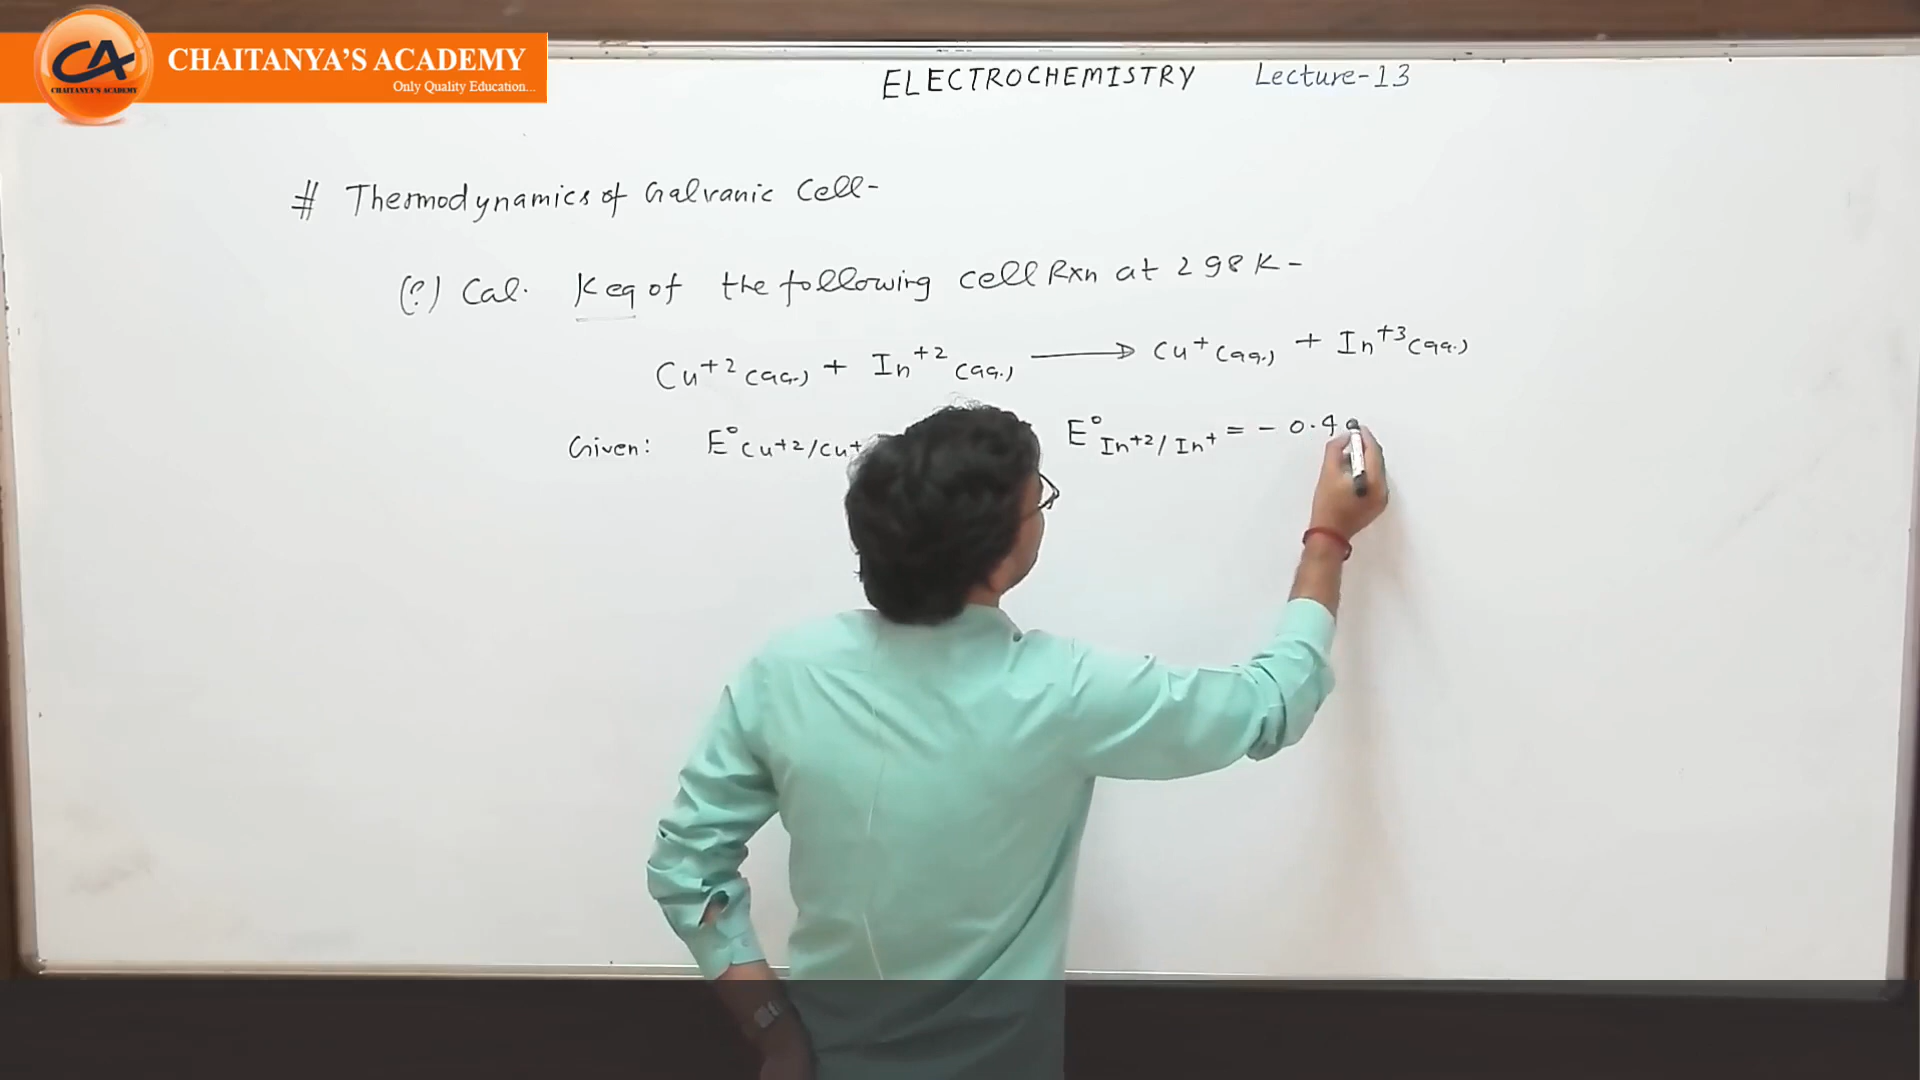 CHAITANYA'S ACADEMY
Only Quality Education...
CA
CHAITANYA'S ACADEMY
ELECTROCHEMISTRY Lecture-13
# Thermodynamics of Galvanic Cell-
(?) Cal. Keq of the following cell Rxn at 298K-
Cu+2(aq.) + In+2(aq.) → Cu+(aq.) + In+3(aq.)
Given: E°Cu+2/Cu+ E°In+2/In+ = - 0.4